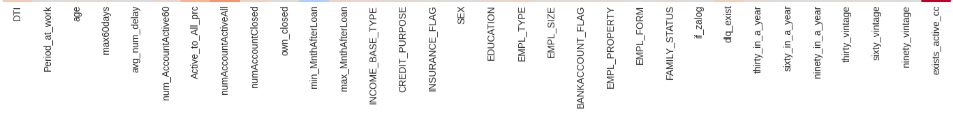 DTI
Period_at_work
age
max60days
avg_num_delay
num_AccountActive60
Active_to_All_prc
numAccountActiveAll
numAccountClosed
own_closed
min_MnthAfterLoan
max_MnthAfterLoan
INCOME_BASE_TYPE
CREDIT_PURPOSE
INSURANCE_FLAG
SEX
EDUCATION
EMPL_TYPE
EMPL_SIZE
BANKACCOUNT_FLAG
EMPL_PROPERTY
EMPL_FORM
FAMILY_STATUS
if_zalog
dlq_exist
thirty_in_a_year
sixty_in_a_year
ninety_in_a_year
thirty_vintage
sixty_vintage
ninety_vintage
exists_active_cc